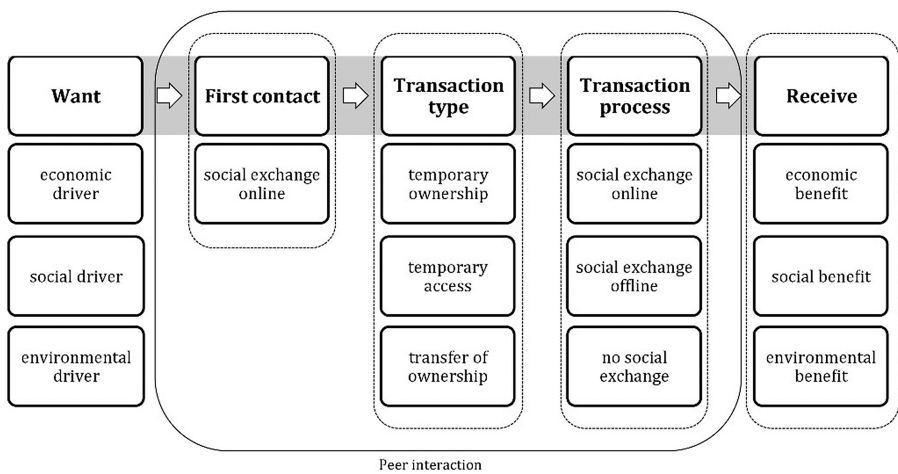 Want
First contact
Transaction
type
Transaction
process
Receive
economic
driver
social exchange
online
temporary
ownership
social exchange
online
economic
benefit
social driver
temporary
access
social exchange
offline
social benefit
environmental
driver
transfer of
ownership
no social
exchange
environmental
benefit
Peer interaction